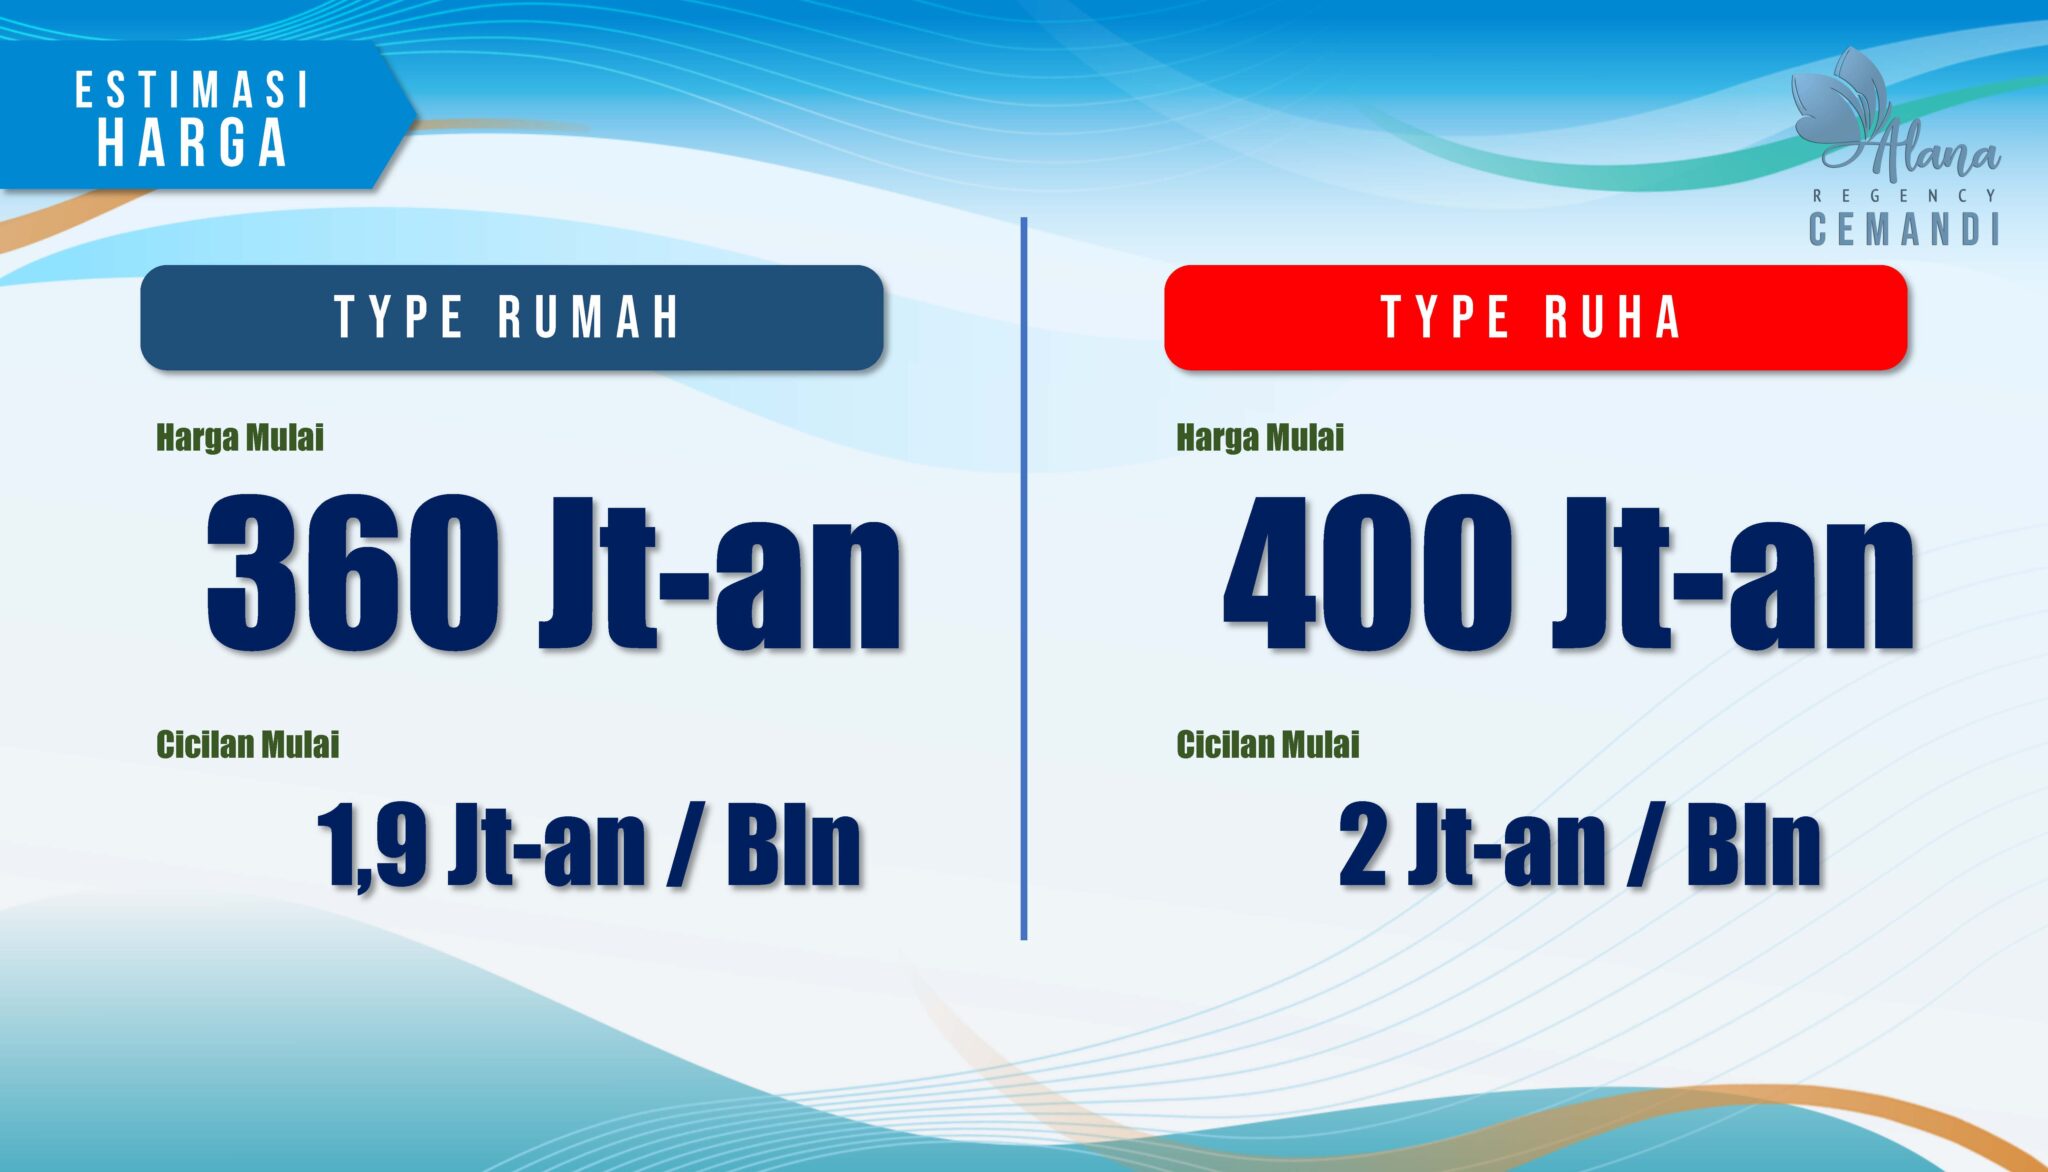 ESTIMASI
HARGA
Alana
REGENCY
CEMANDI
TYPE RUMAH
Harga Mulai
360 Jt-an
Cicilan Mulai
1,9 Jt-an / Bln
TYPE RUHA
Harga Mulai
400 Jt-an
Cicilan Mulai
2 Jt-an / Bln